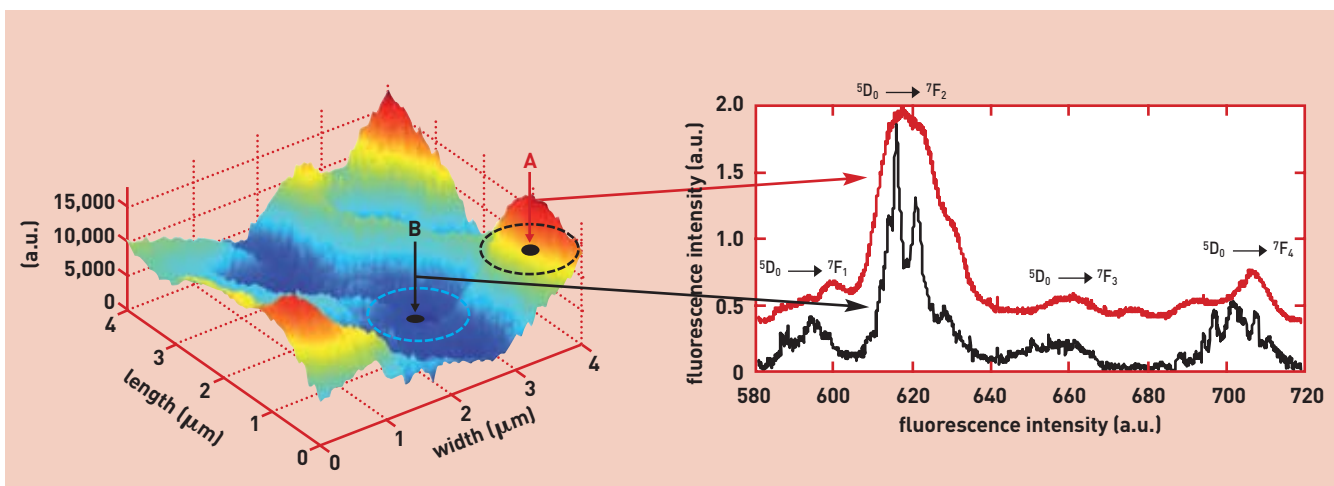 15,000
10,000
5,000
0
(a.u.)
4
3
2
1
0
length (μm)
0
1
2
3
4
width (μm)
A
B
⁵D₀ → ⁷F₂
⁵D₀ → ⁷F₁
⁵D₀ → ⁷F₃
⁵D₀ → ⁷F₄
2.0
1.5
1.0
0.5
0
fluorescence intensity (a.u.)
580 600 620 640 660 680 700 720
fluorescence intensity (a.u.)